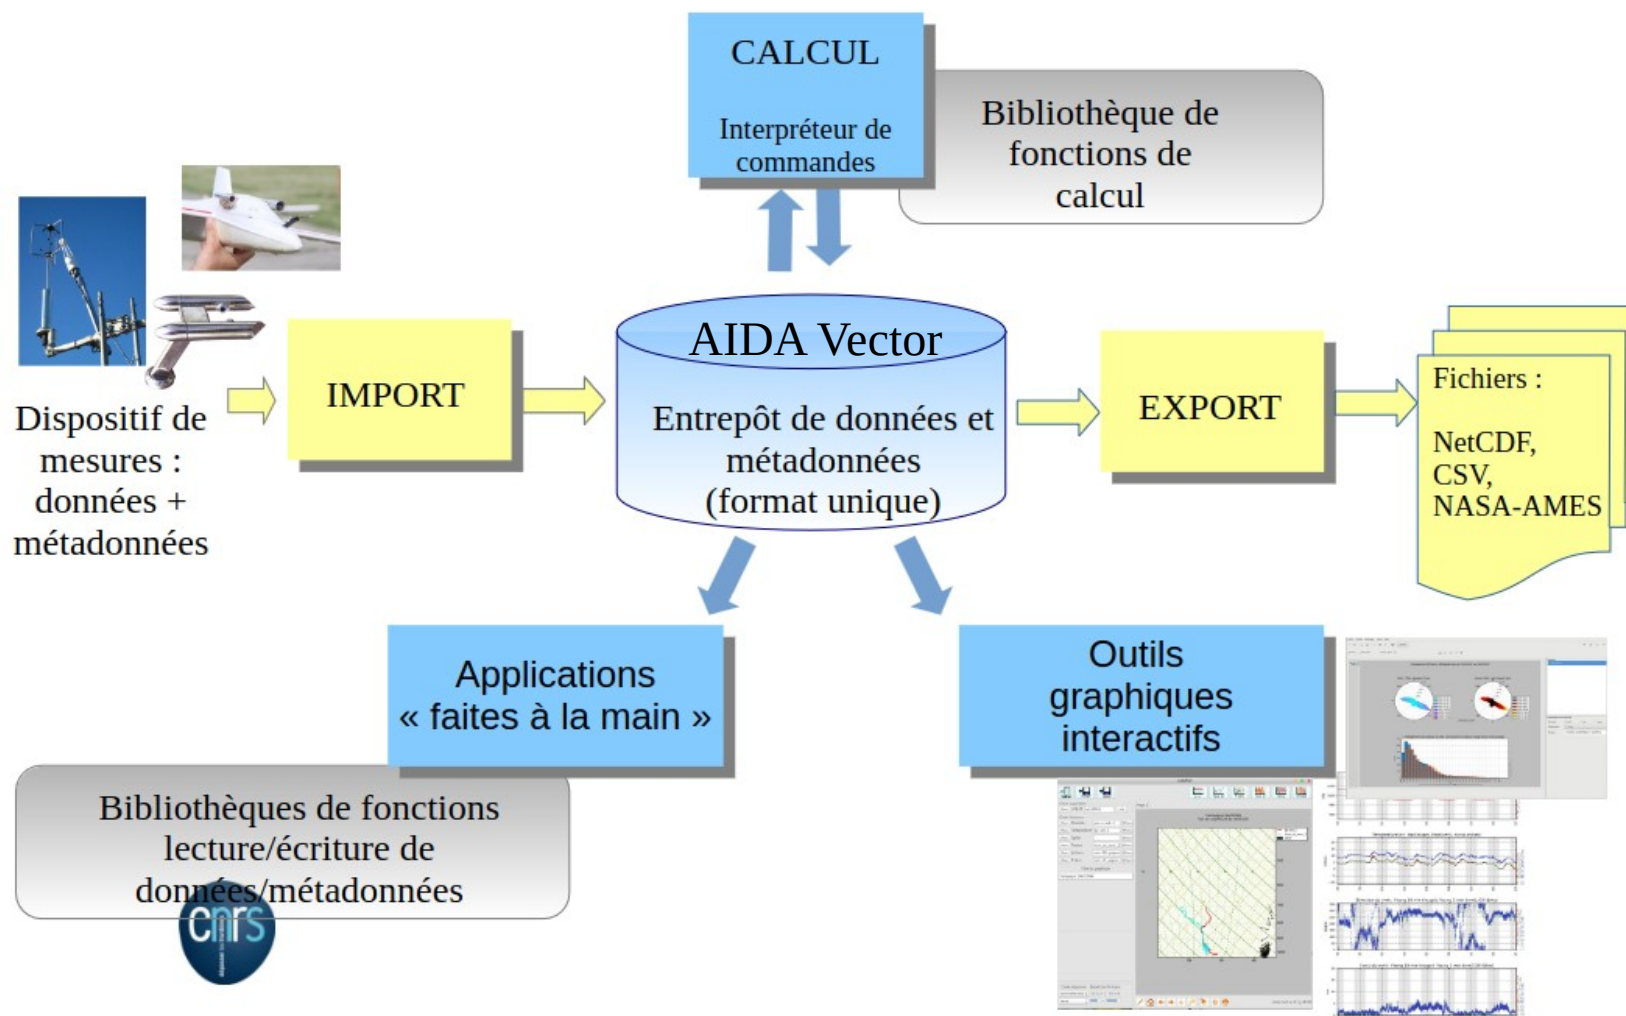 CALCUL
Interpréteur de
commandes
Bibliothèque de
fonctions de
calcul
Dispositif de
mesures :
données +
métadonnées
IMPORT
AIDA Vector
Entrepôt de données et
métadonnées
(format unique)
EXPORT
Fichiers :
NetCDF,
CSV,
NASA-AMES
Applications
« faites à la main »
Outils
graphiques
interactifs
Bibliothèques de fonctions
lecture/écriture de
données/métadonnées
cnrs